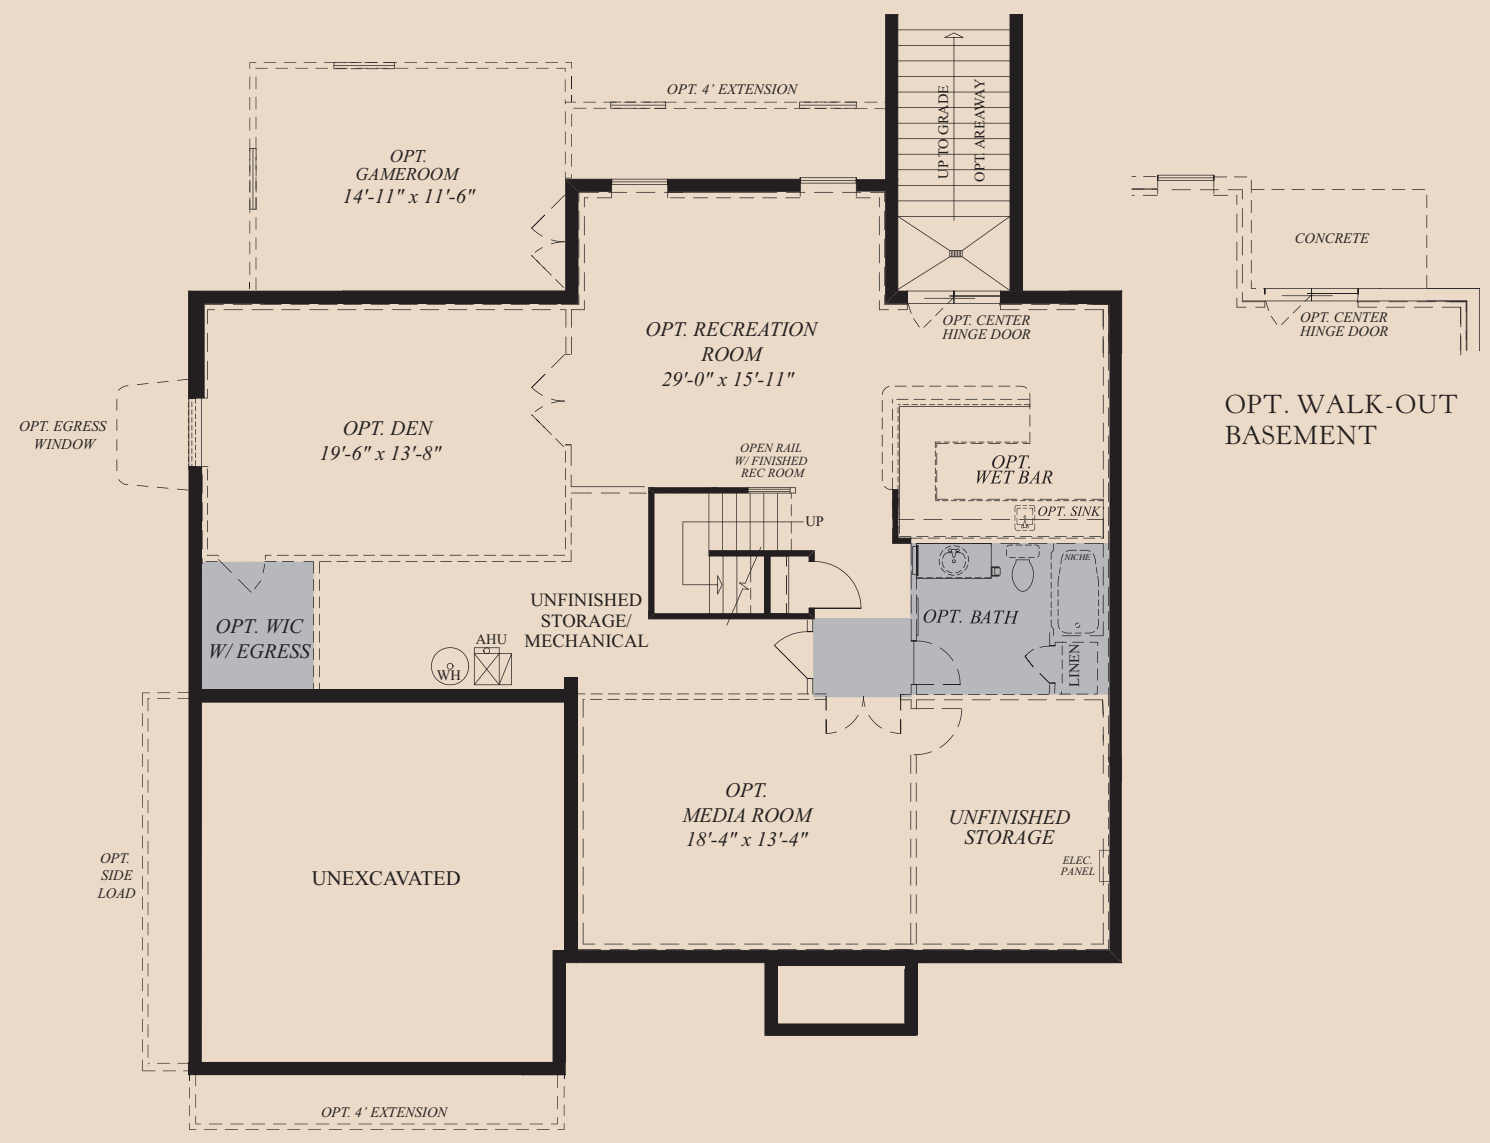 OPT. 4' EXTENSION
UP TO GRADE
OPT. AREAWAY
OPT.
GAMEROOM
14'-11" x 11'-6"
CONCRETE
OPT. CENTER
HINGE DOOR
OPT. CENTER
HINGE DOOR
OPT. RECREATION
ROOM
29'-0" x 15'-11"
OPT. WALK-OUT
BASEMENT
OPT. EGRESS
WINDOW
OPT. DEN
19'-6" x 13'-8"
OPEN RAIL
W/ FINISHED
REC ROOM
OPT.
WET BAR
OPT. SINK
UP
NICHE
UNFINISHED
STORAGE/
MECHANICAL
OPT. BATH
OPT. WIC
W/ EGRESS
AHU
WH
LINEN
OPT.
MEDIA ROOM
18'-4" x 13'-4"
UNFINISHED
STORAGE
ELEC.
PANEL
OPT.
SIDE
LOAD
UNEXCAVATED
OPT. 4' EXTENSION